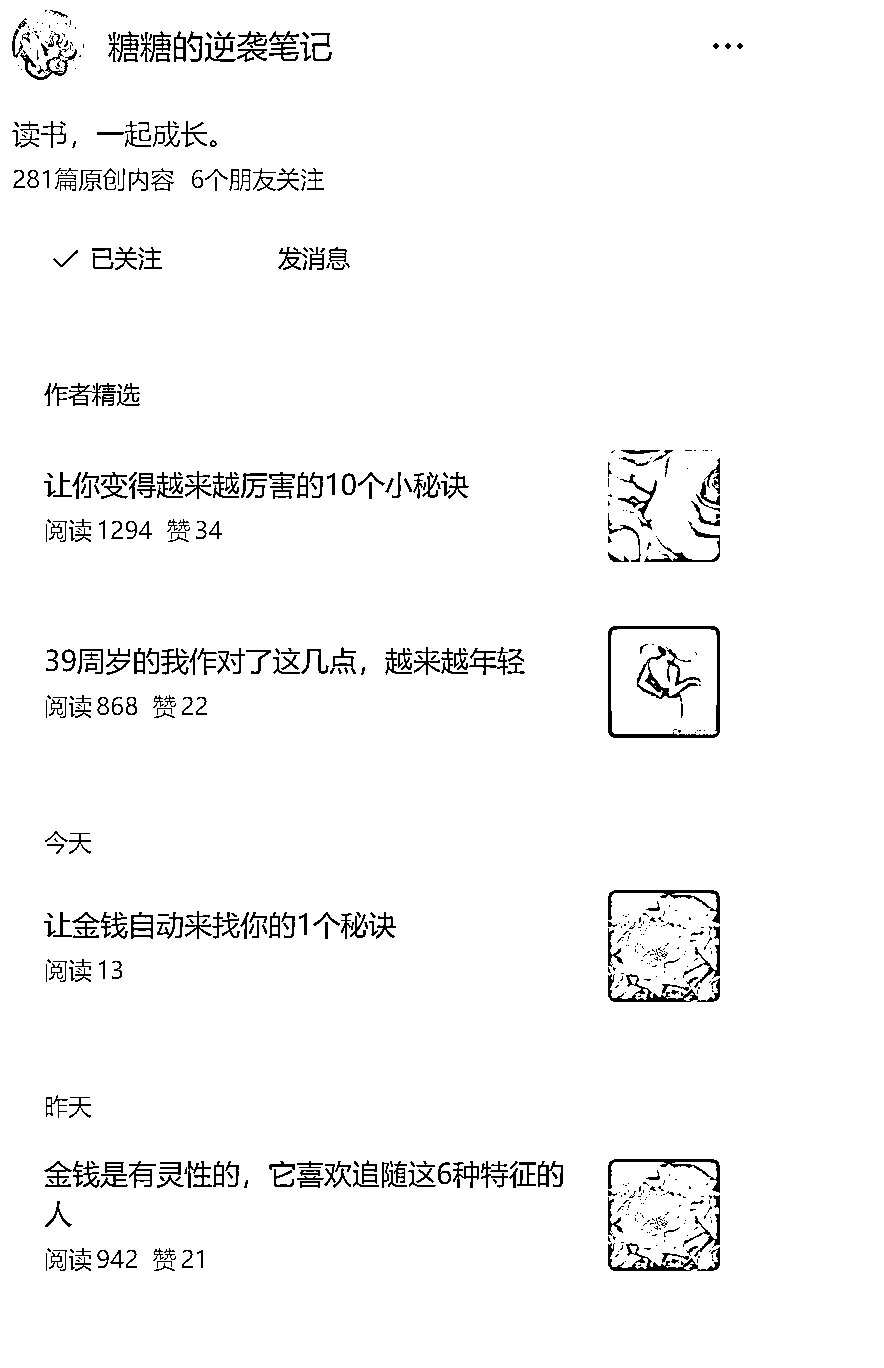 糖糖的逆袭笔记
读书，一起成长。
281篇原创内容 6个朋友关注
已关注 发消息
作者精选
让你变得越来越厉害的10个小秘诀
阅读 1294 赞 34
39周岁的我作对了这几点，越来越年轻
阅读 868 赞 22
今天
让金钱自动来找你的1个秘诀
阅读 13
昨天
金钱是有灵性的，它喜欢追随这6种特征的
人
阅读 942 赞 21